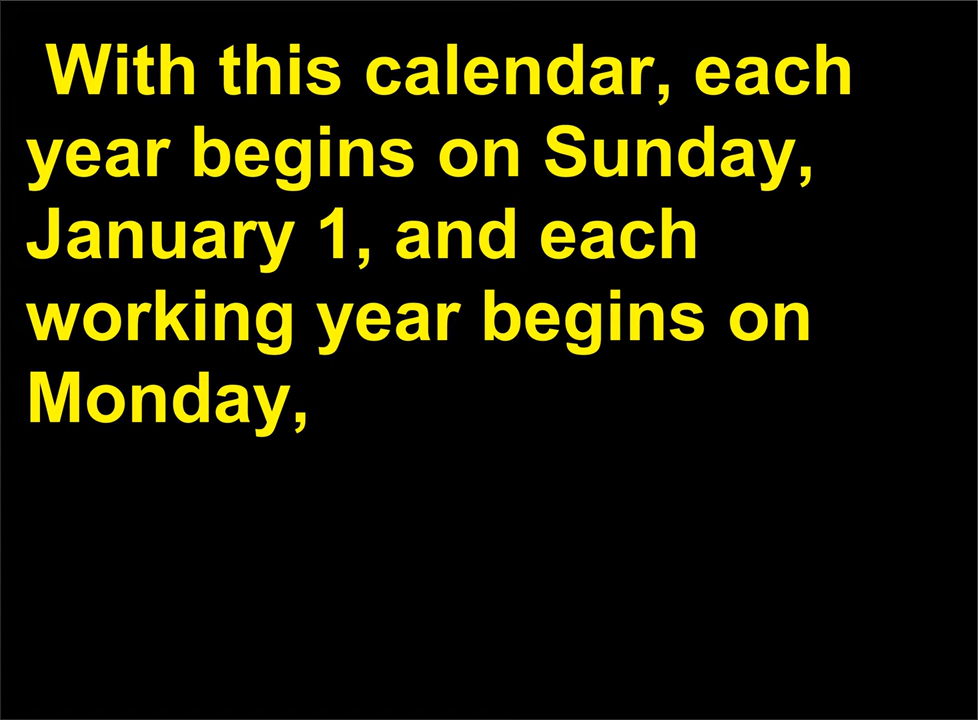 With this calendar, each
year begins on Sunday,
January 1, and each
working year begins on
Monday,